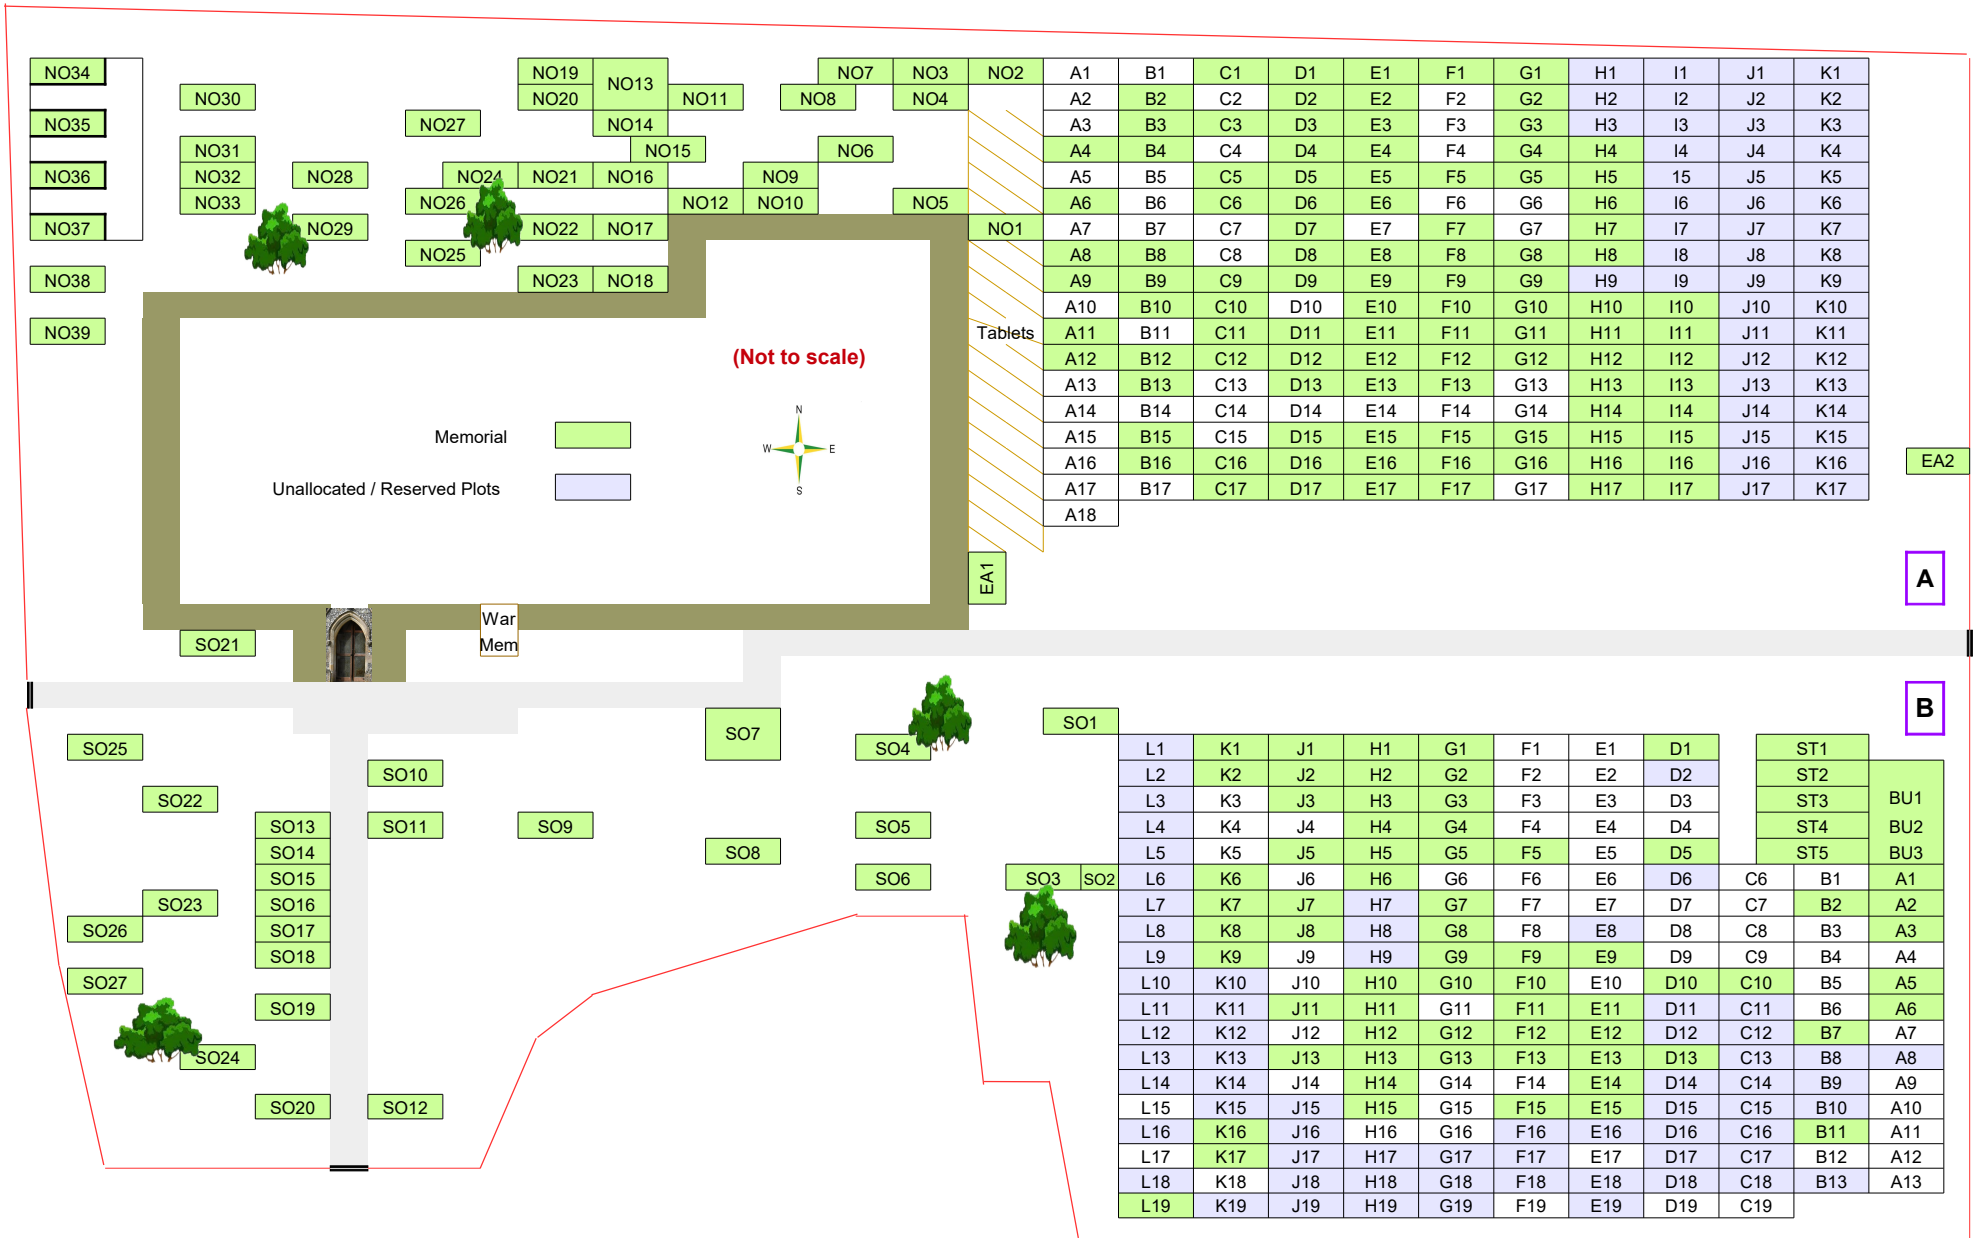 NO34 NO19 NO13 NO7 NO3 NO2 A1 B1 C1 D1 E1 F1 G1 H1 I1 J1 K1
NO30 NO20 NO11 NO8 NO4 A2 B2 C2 D2 E2 F2 G2 H2 I2 J2 K2
NO35 NO27 NO14 A3 B3 C3 D3 E3 F3 G3 H3 I3 J3 K3
NO31 NO15 NO6 A4 B4 C4 D4 E4 F4 G4 H4 I4 J4 K4
NO36 NO32 NO28 NO24 NO21 NO16 NO9 A5 B5 C5 D5 E5 F5 G5 H5 15 J5 K5
NO33 NO26 NO12 NO10 NO5 A6 B6 C6 D6 E6 F6 G6 H6 I6 J6 K6
NO37 NO29 NO22 NO17 NO1 A7 B7 C7 D7 E7 F7 G7 H7 I7 J7 K7
NO25 A8 B8 C8 D8 E8 F8 G8 H8 I8 J8 K8
NO38 NO23 NO18 A9 B9 C9 D9 E9 F9 G9 H9 I9 J9 K9
A10 B10 C10 D10 E10 F10 G10 H10 I10 J10 K10
NO39 Tablets A11 B11 C11 D11 E11 F11 G11 H11 I11 J11 K11
(Not to scale) A12 B12 C12 D12 E12 F12 G12 H12 I12 J12 K12
A13 B13 C13 D13 E13 F13 G13 H13 I13 J13 K13
N A14 B14 C14 D14 E14 F14 G14 H14 I14 J14 K14
Memorial A15 B15 C15 D15 E15 F15 G15 H15 I15 J15 K15
W E A16 B16 C16 D16 E16 F16 G16 H16 I16 J16 K16 EA2
Unallocated / Reserved Plots S A17 B17 C17 D17 E17 F17 G17 H17 I17 J17 K17
A18
EA1 A
War
Mem
SO21
B
SO7 SO1
SO25 SO4 L1 K1 J1 H1 G1 F1 E1 D1 ST1
SO10 L2 K2 J2 H2 G2 F2 E2 D2 ST2
SO22 L3 K3 J3 H3 G3 F3 E3 D3 ST3 BU1
SO13 SO11 SO9 SO5 L4 K4 J4 H4 G4 F4 E4 D4 ST4 BU2
SO14 SO8 L5 K5 J5 H5 G5 F5 E5 D5 ST5 BU3
SO15 SO6 SO3 SO2 L6 K6 J6 H6 G6 F6 E6 D6 C6 B1 A1
SO23 SO16 L7 K7 J7 H7 G7 F7 E7 D7 C7 B2 A2
SO26 SO17 L8 K8 J8 H8 G8 F8 E8 D8 C8 B3 A3
SO18 L9 K9 J9 H9 G9 F9 E9 D9 C9 B4 A4
SO27 L10 K10 J10 H10 G10 F10 E10 D10 C10 B5 A5
SO19 L11 K11 J11 H11 G11 F11 E11 D11 C11 B6 A6
L12 K12 J12 H12 G12 F12 E12 D12 C12 B7 A7
SO24 L13 K13 J13 H13 G13 F13 E13 D13 C13 B8 A8
L14 K14 J14 H14 G14 F14 E14 D14 C14 B9 A9
SO20 SO12 L15 K15 J15 H15 G15 F15 E15 D15 C15 B10 A10
L16 K16 J16 H16 G16 F16 E16 D16 C16 B11 A11
L17 K17 J17 H17 G17 F17 E17 D17 C17 B12 A12
L18 K18 J18 H18 G18 F18 E18 D18 C18 B13 A13
L19 K19 J19 H19 G19 F19 E19 D19 C19